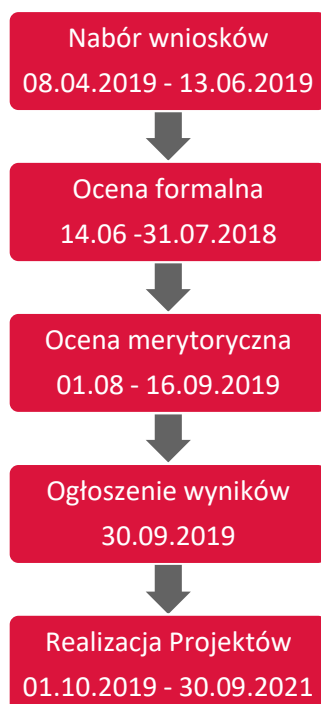 Nabór wniosków
08.04.2019 - 13.06.2019
Ocena formalna
14.06 -31.07.2018
Ocena merytoryczna
01.08 - 16.09.2019
Ogłoszenie wyników
30.09.2019
Realizacja Projektów
01.10.2019 - 30.09.2021